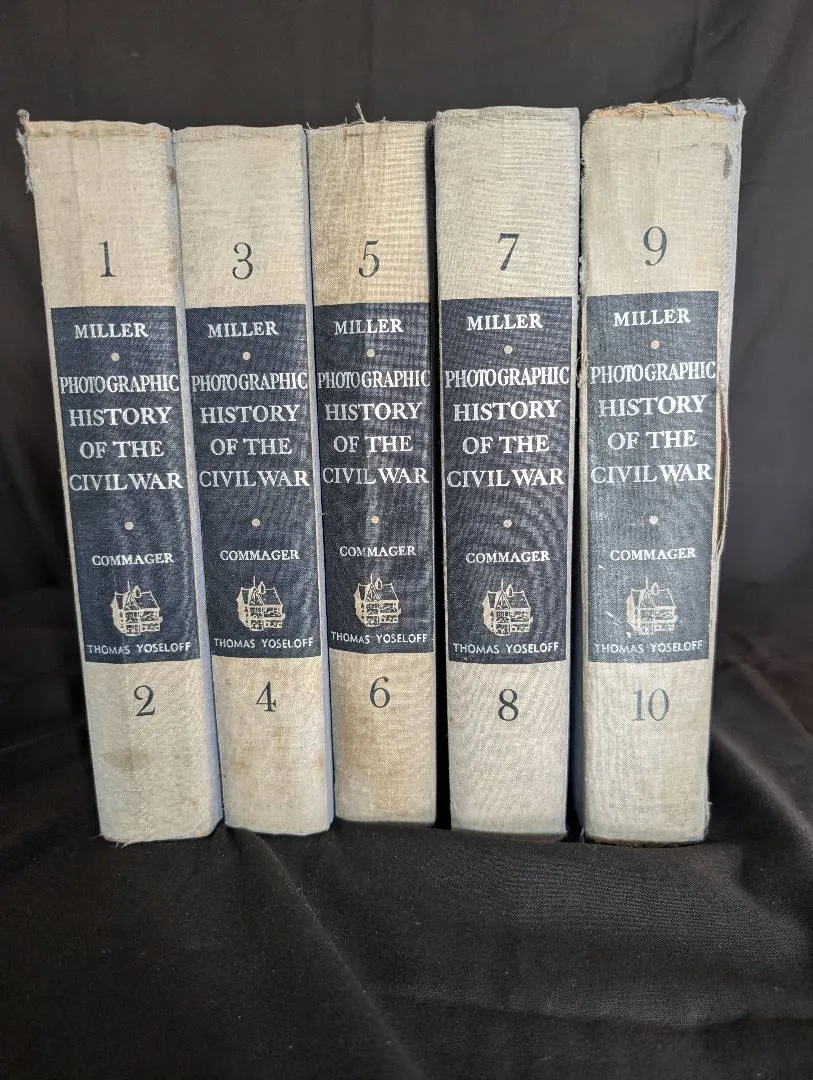 1
MILLER
PHOTOGRAPHIC
HISTORY
OF THE
CIVIL WAR
COMMAGER
THOMAS YOSELOFF
2
3
MILLER
PHOTOGRAPHIC
HISTORY
OF THE
CIVIL WAR
COMMAGER
THOMAS YOSELOFF
4
5
MILLER
PHOTOGRAPHIC
HISTORY
OF THE
CIVIL WAR
COMMAGER
THOMAS YOSELOFF
6
7
MILLER
PHOTOGRAPHIC
HISTORY
OF THE
CIVIL WAR
COMMAGER
THOMAS YOSELOFF
8
9
MILLER
PHOTOGRAPHIC
HISTORY
OF THE
CIVIL WAR
COMMAGER
THOMAS YOSELOFF
10